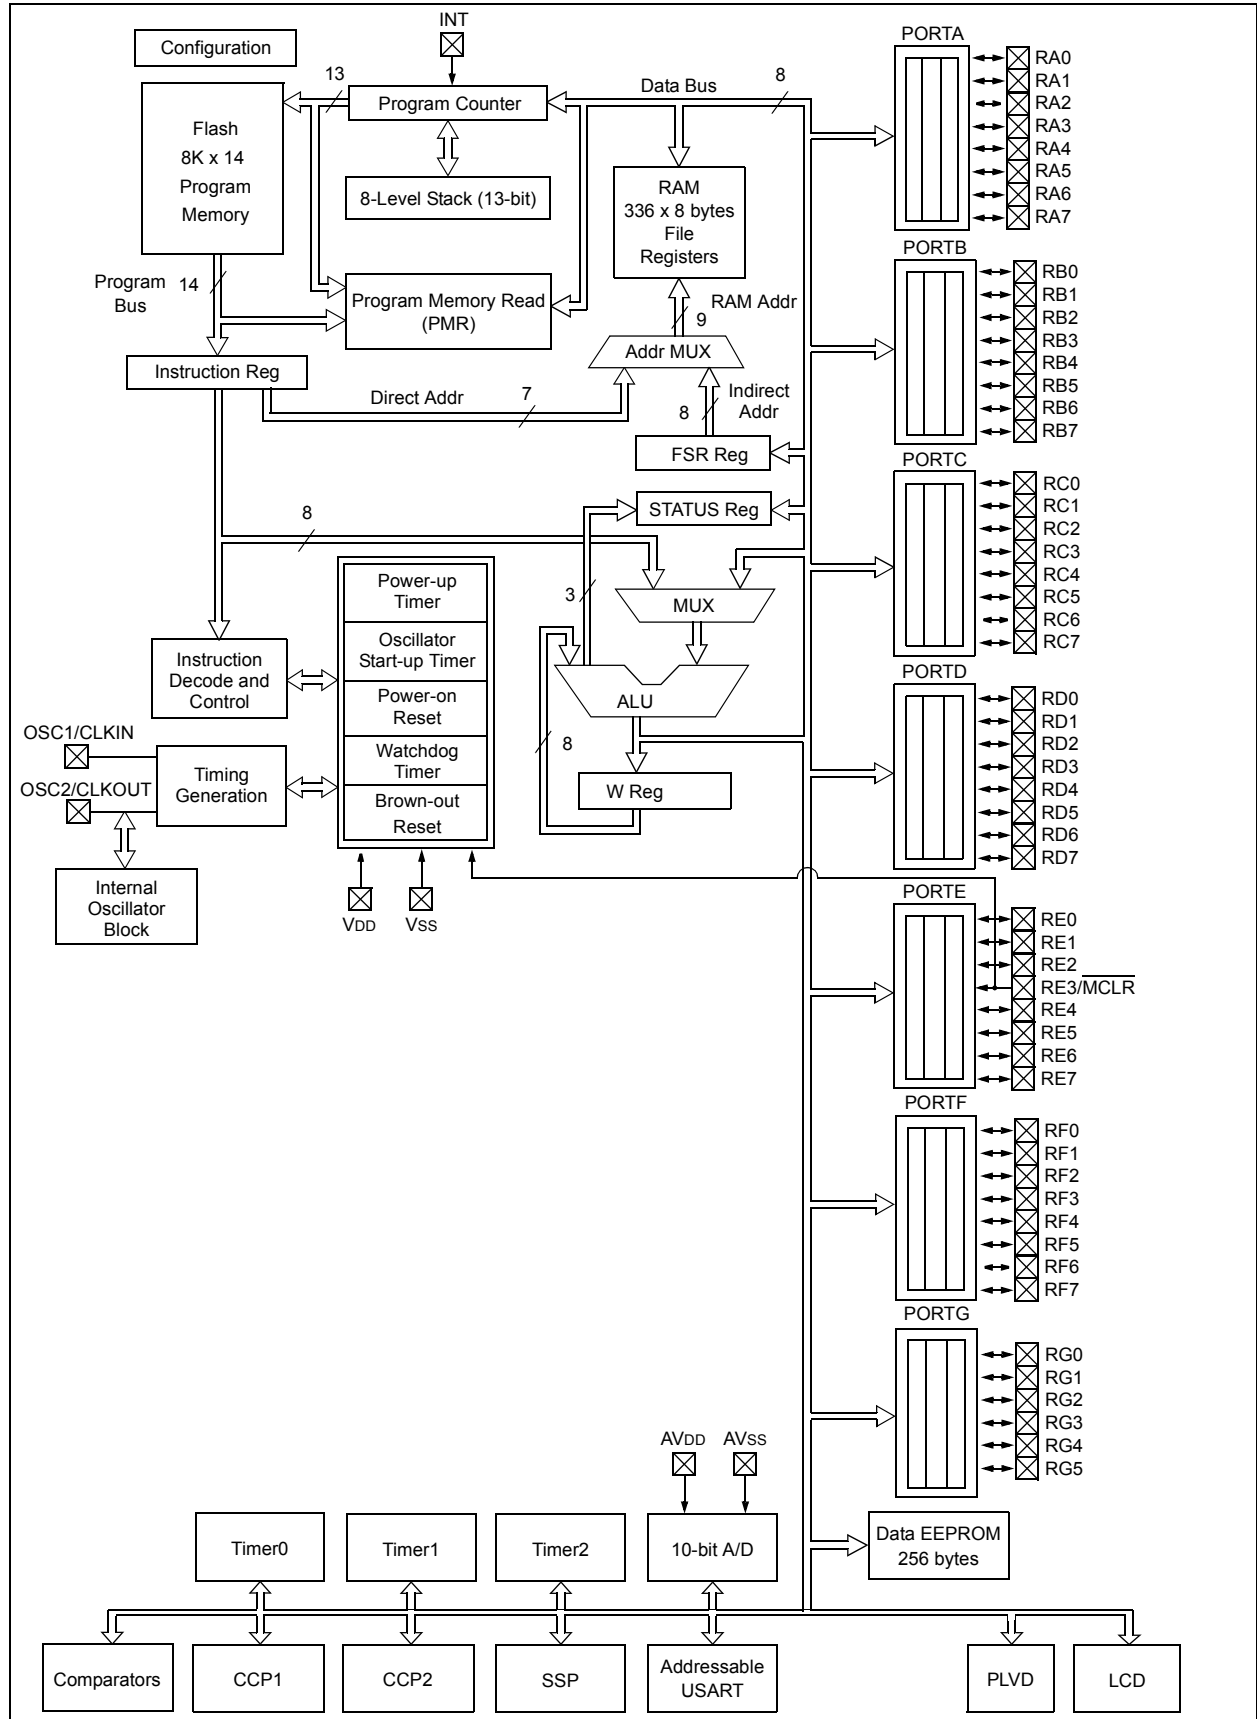 INT
Configuration
13
Program Counter
Data Bus
8
Flash
8K x 14
Program
Memory
8-Level Stack (13-bit)
RAM
336 x 8 bytes
File
Registers
Program
Bus
14
Program Memory Read
(PMR)
RAM Addr
9
Addr MUX
Instruction Reg
Direct Addr
7
Indirect
Addr
8
FSR Reg
STATUS Reg
8
3
MUX
Power-up
Timer
Oscillator
Start-up Timer
Power-on
Reset
Watchdog
Timer
Brown-out
Reset
Instruction
Decode and
Control
ALU
8
W Reg
OSC1/CLKIN
OSC2/CLKOUT
Timing
Generation
Internal
Oscillator
Block
VDD
VSS
PORTA
RA0
RA1
RA2
RA3
RA4
RA5
RA6
RA7
PORTB
RB0
RB1
RB2
RB3
RB4
RB5
RB6
RB7
PORTC
RC0
RC1
RC2
RC3
RC4
RC5
RC6
RC7
PORTD
RD0
RD1
RD2
RD3
RD4
RD5
RD6
RD7
PORTE
RE0
RE1
RE2
RE3/MCLR
RE4
RE5
RE6
RE7
PORTF
RF0
RF1
RF2
RF3
RF4
RF5
RF6
RF7
PORTG
RG0
RG1
RG2
RG3
RG4
RG5
AVDD
AVSS
Timer0
Timer1
Timer2
10-bit A/D
Data EEPROM
256 bytes
Comparators
CCP1
CCP2
SSP
Addressable
USART
PLVD
LCD